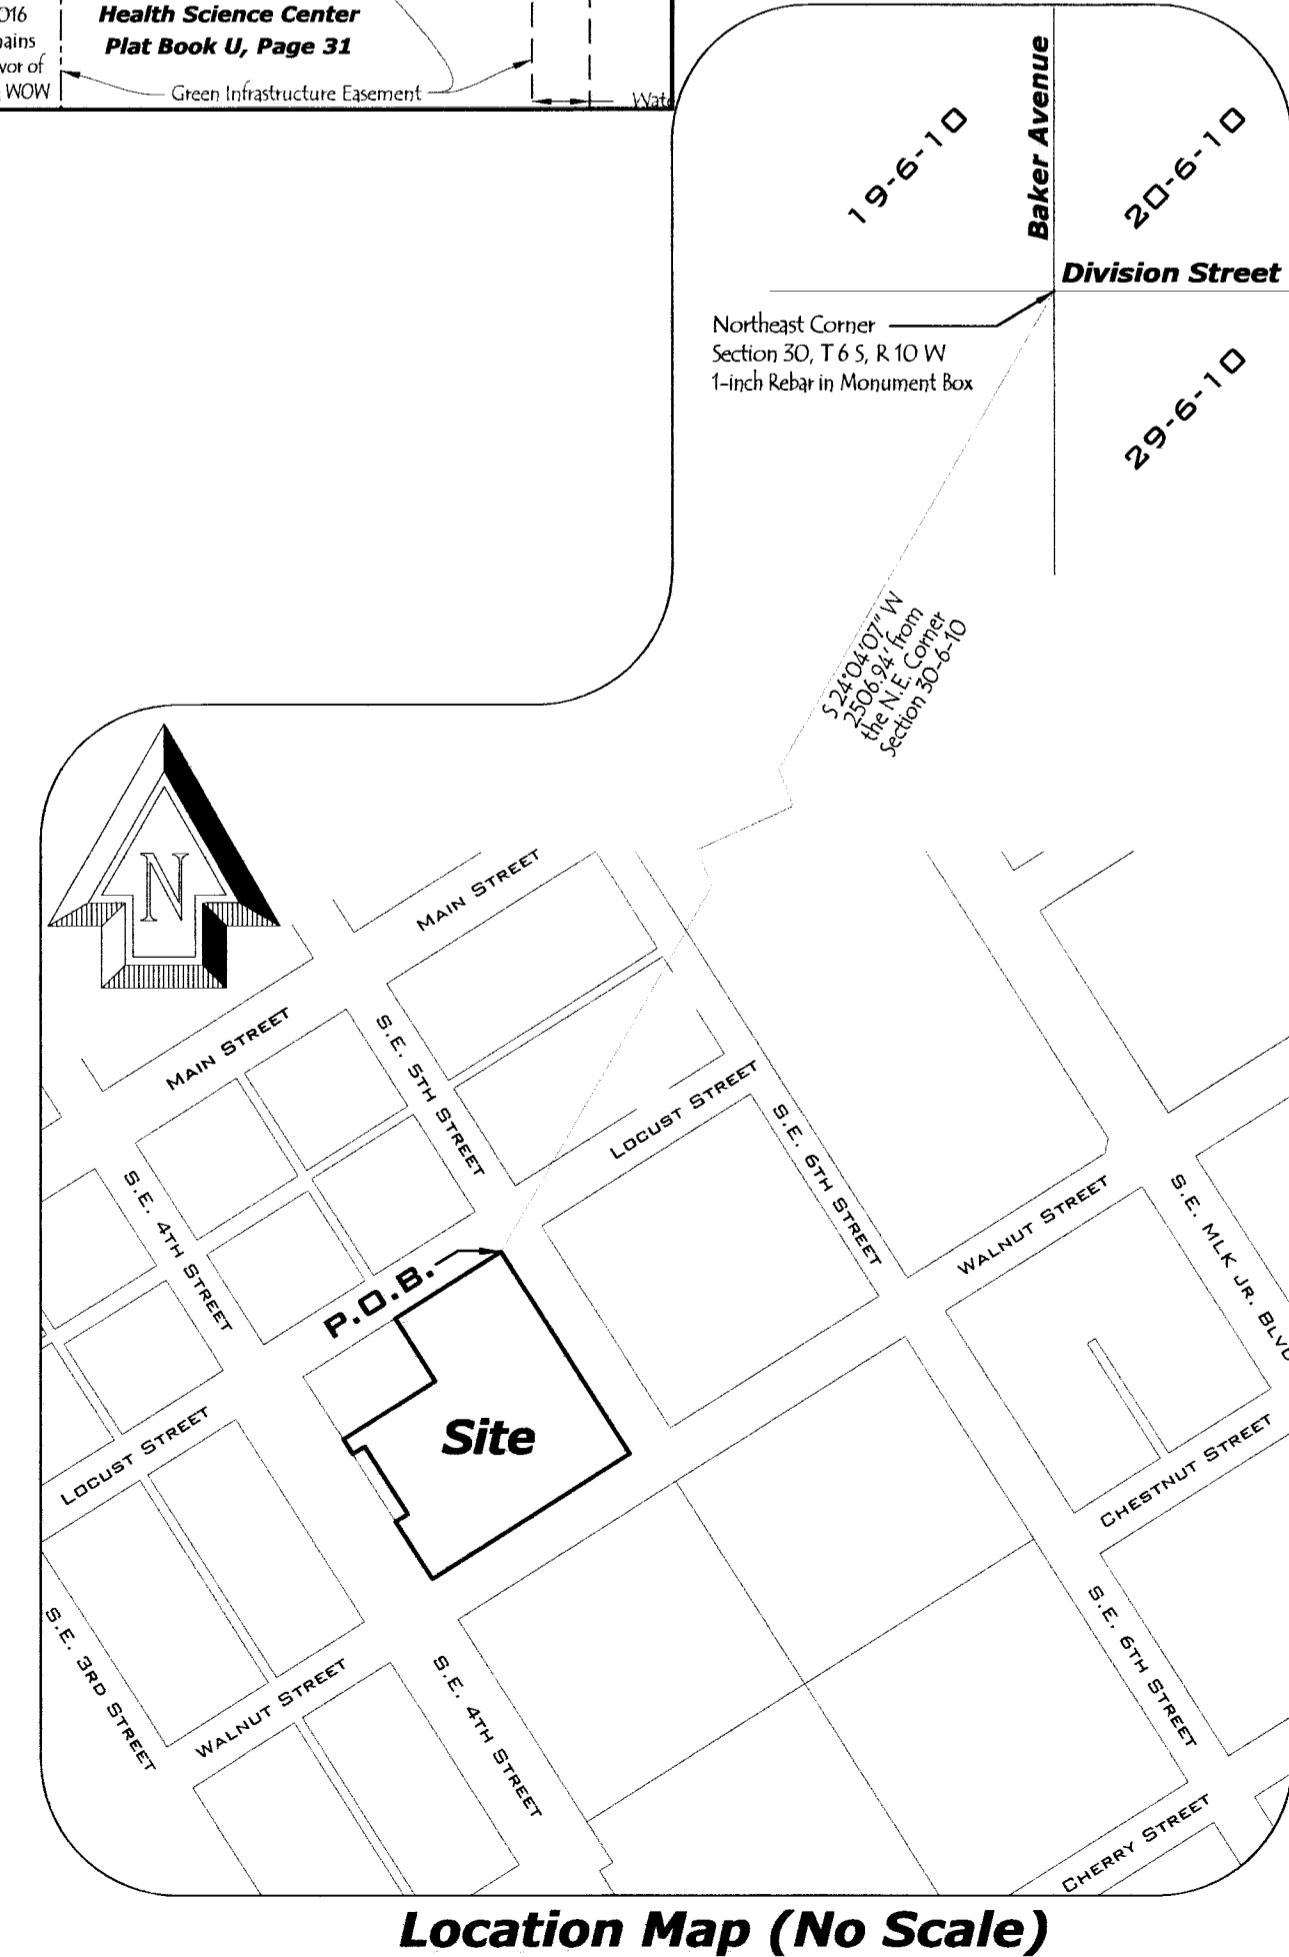 Health Science Center
Plat Book U, Page 31
016
vor of
WOW
Green Infrastructure Easement
Baker Avenue
19-6-10
20-6-10
Division Street
Northeast Corner
Section 30, T 6 S, R 10 W
1-inch Rebar in Monument Box
29-6-10
S 24°04'07" W
2506.94' from
the N.E. Corner
Section 30-6-10
N
MAIN STREET
MAIN STREET
S.E. 5TH STREET
LOCUST STREET
S.E. 6TH STREET
S.E. 4TH STREET
WALNUT STREET
S.E. MLK JR. BLVD
P.O.B.
Site
LOCUST STREET
CHESTNUT STREET
S.E. 3RD STREET
WALNUT STREET
S.E. 4TH STREET
S.E. 6TH STREET
CHERRY STREET
Location Map (No Scale)